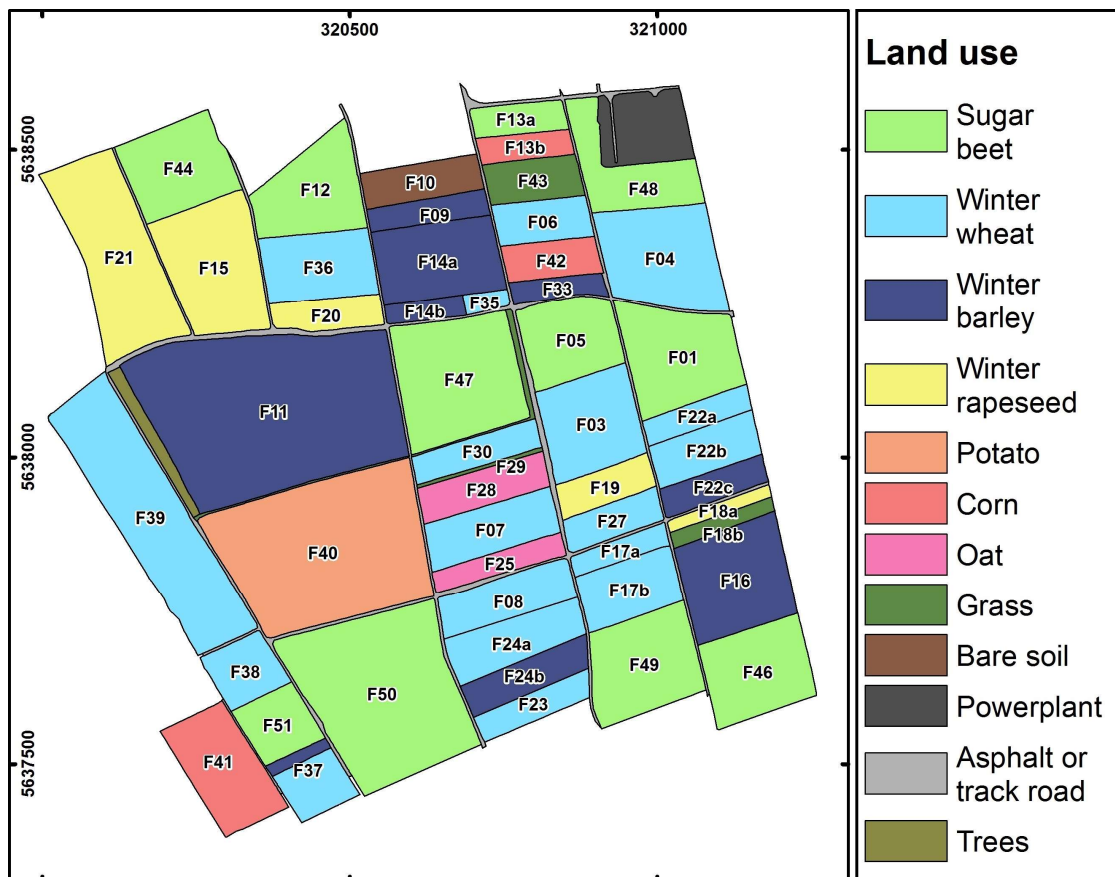 320500
321000
5638500
5638000
5637500
F13a
F13b
F44
F10
F43
F12
F48
F09
F06
F21
F15
F36
F14a
F42
F04
F33
F20
F14b
F35
F05
F01
F47
F11
F22a
F03
F30
F22b
F29
F28
F19
F22c
F39
F18a
F07
F27
F18b
F40
F17a
F25
F16
F08
F17b
F24a
F38
F49
F46
F24b
F50
F23
F51
F41
F37
Land use
Sugar
beet
Winter
wheat
Winter
barley
Winter
rapeseed
Potato
Corn
Oat
Grass
Bare soil
Powerplant
Asphalt or
track road
Trees